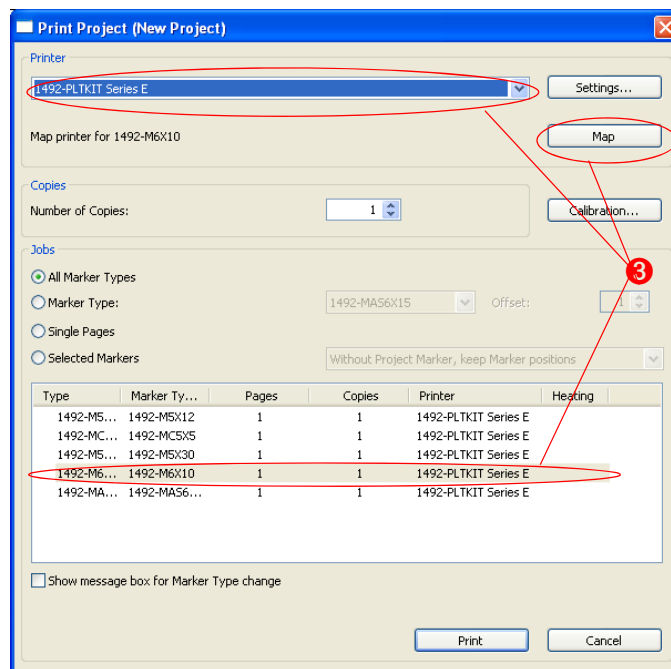 Print Project (New Project)
Printer
1492-PLTKIT Series E
Settings...
Map printer for 1492-M6X10
Map
Copies
Number of Copies:
1
Calibration...
Jobs
3
All Marker Types
Marker Type:
1492-MAS6X15
Offset:
1
Single Pages
Selected Markers
Without Project Marker, keep Marker positions
Type Marker Ty... Pages Copies Printer Heating
1492-M5... 1492-M5X12 1 1 1492-PLTKIT Series E
1492-MC... 1492-MC5X5 1 1 1492-PLTKIT Series E
1492-M5... 1492-M5X30 1 1 1492-PLTKIT Series E
1492-M6... 1492-M6X10 1 1 1492-PLTKIT Series E
1492-MA... 1492-MAS6... 1 1 1492-PLTKIT Series E
Show message box for Marker Type change
Print
Cancel